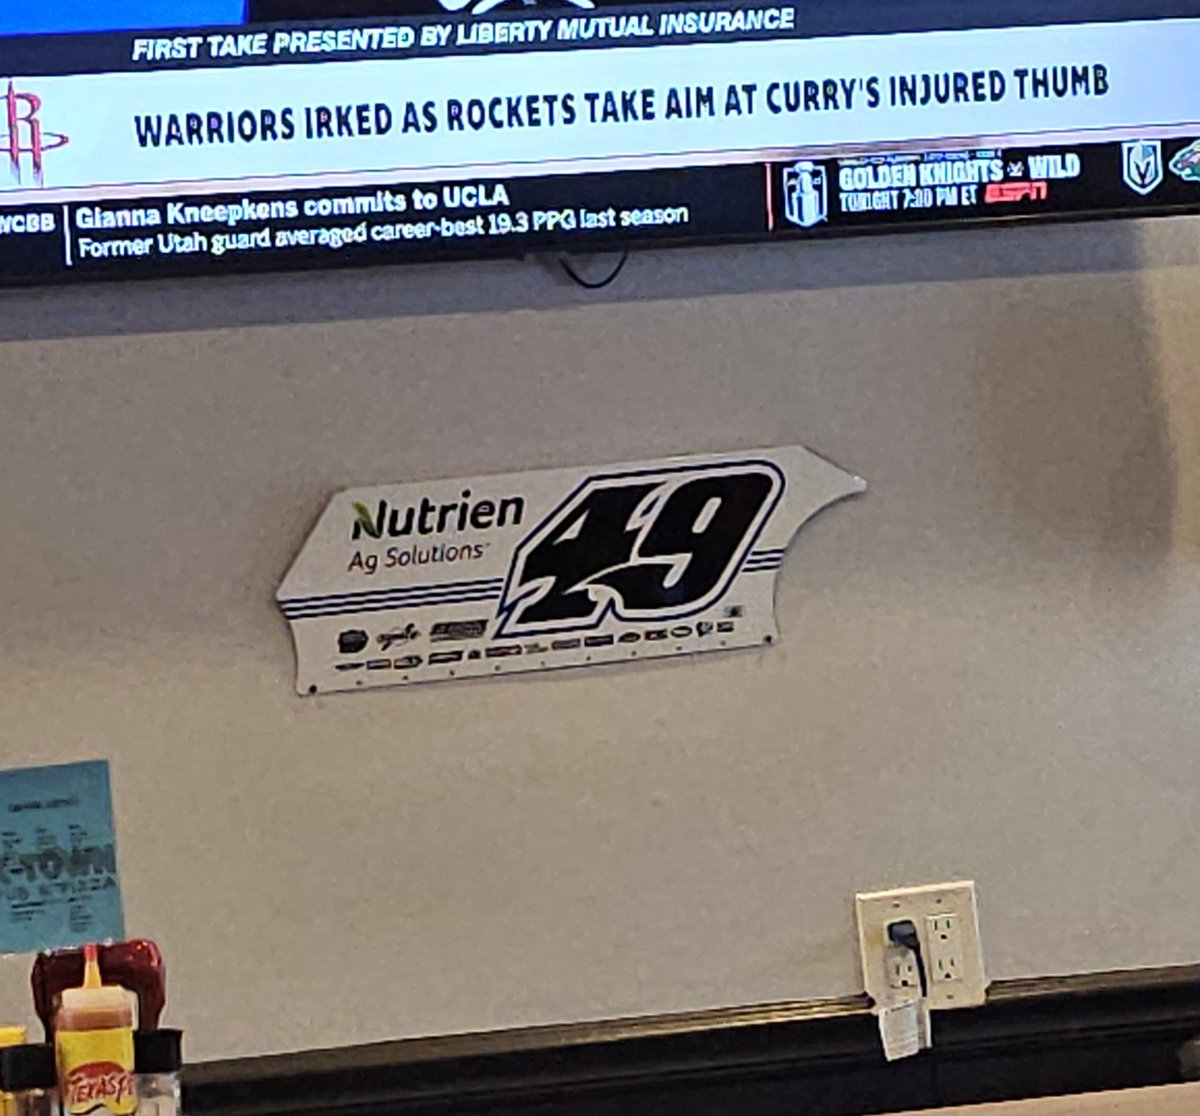 FIRST TAKE PRESENTED BY LIBERTY MUTUAL INSURANCE
WARRIORS IRKED AS ROCKETS TAKE AIM AT CURRY'S INJURED THUMB
WCBB
Gianna Kneepkens commits to UCLA
Former Utah guard averaged career-best 19.3 PPG last season
GOLDEN KNIGHTS WILD
TONIGHT 7:30 PM ET ESPN
Nutrien
Ag Solutions
49
TOWN
PIZZA
TEXAS PETE